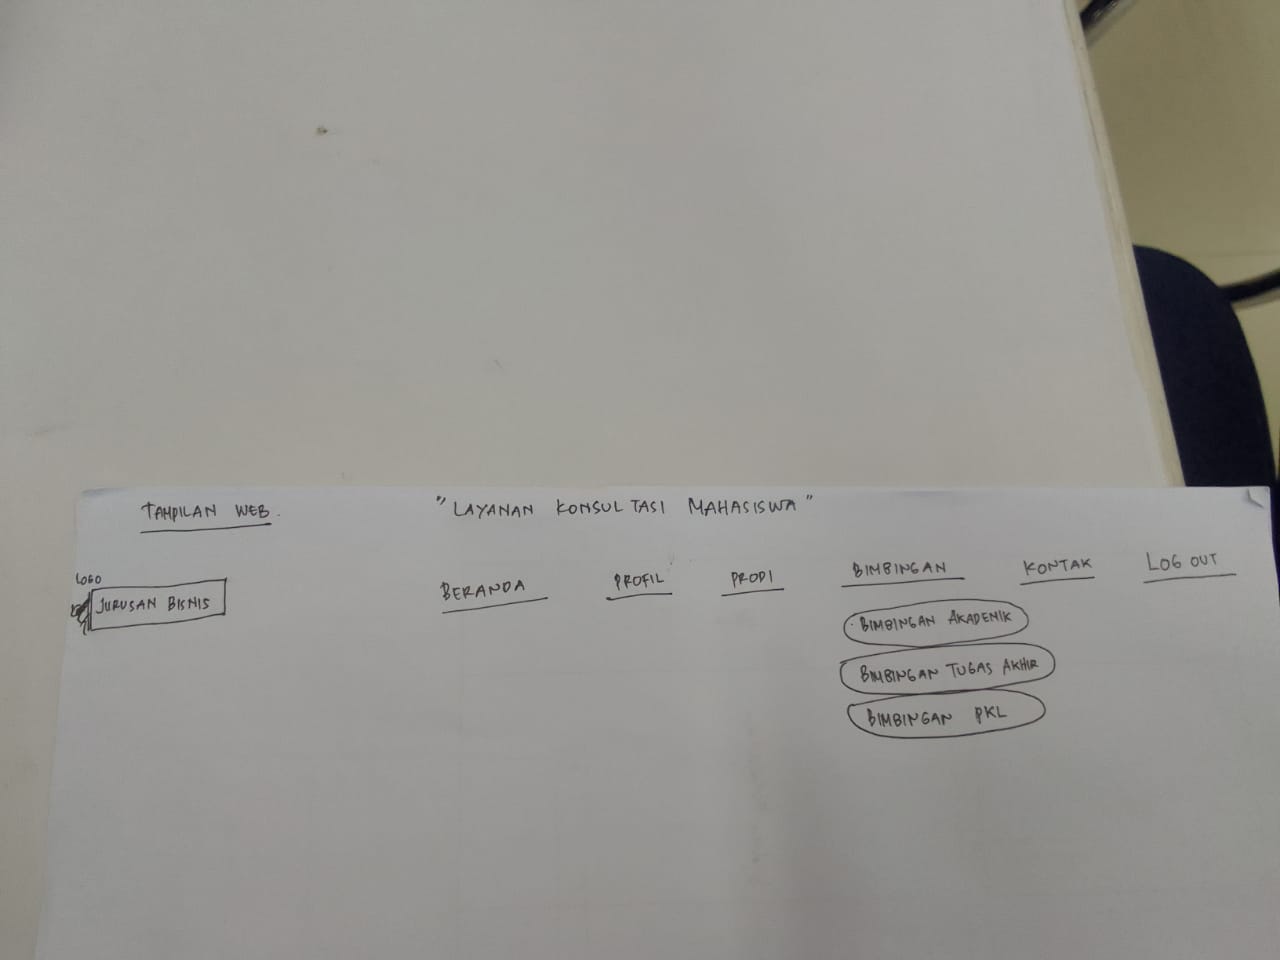 TAMPILAN WEB.
"LAYANAN KONSULTASI MAHASISWA"
LOGO
JURUSAN BISNIS
BERANDA PROFIL PRODI BIMBINGAN KONTAK LOG OUT
BIMBINGAN AKADEMIK
BIMBINGAN TUGAS AKHIR
BIMBINGAN PKL